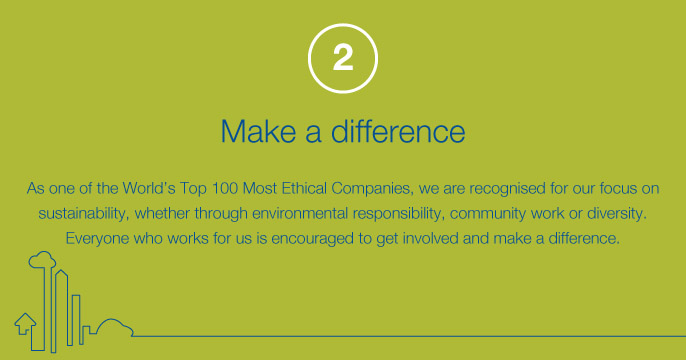 2
Make a difference
As one of the World's Top 100 Most Ethical Companies, we are recognised for our focus on
sustainability, whether through environmental responsibility, community work or diversity.
Everyone who works for us is encouraged to get involved and make a difference.